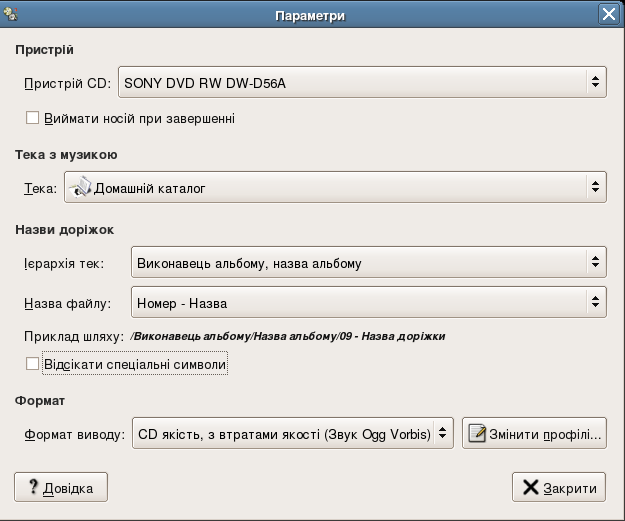 Параметри
Пристрій
Пристрій CD: SONY DVD RW DW-D56A
Виймати носій при завершенні
Тека з музикою
Тека: Домашній каталог
Назви доріжок
Ієрархія тек: Виконавець альбому, назва альбому
Назва файлу: Номер - Назва
Приклад шляху: /Виконавець альбому/Назва альбому/09 - Назва доріжки
Відсікати спеціальні символи
Формат
Формат виводу: CD якість, з втратами якості (Звук Ogg Vorbis) Змінити профілі...
Довідка Закрити